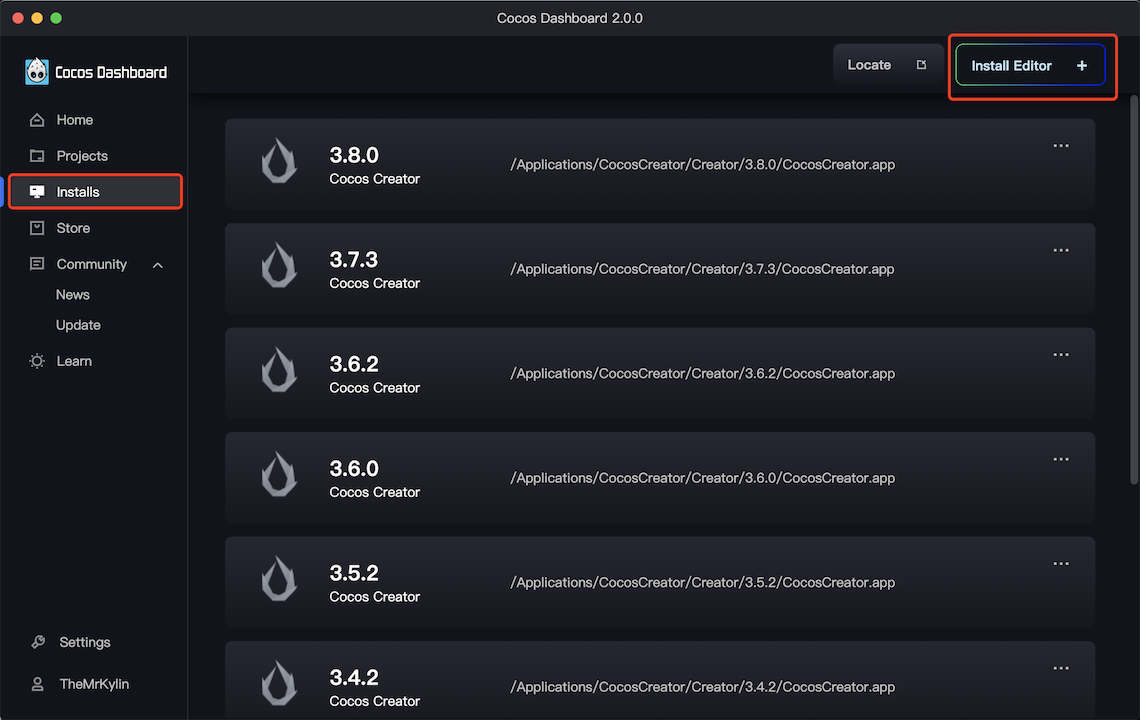 Cocos Dashboard 2.0.0
Cocos Dashboard
Home
Projects
Installs
Store
Community
News
Update
Learn
Settings
TheMrKylin
Locate
Install Editor +
3.8.0
Cocos Creator
/Applications/CocosCreator/Creator/3.8.0/CocosCreator.app
...
3.7.3
Cocos Creator
/Applications/CocosCreator/Creator/3.7.3/CocosCreator.app
...
3.6.2
Cocos Creator
/Applications/CocosCreator/Creator/3.6.2/CocosCreator.app
...
3.6.0
Cocos Creator
/Applications/CocosCreator/Creator/3.6.0/CocosCreator.app
...
3.5.2
Cocos Creator
/Applications/CocosCreator/Creator/3.5.2/CocosCreator.app
...
3.4.2
Cocos Creator
/Applications/CocosCreator/Creator/3.4.2/CocosCreator.app
...